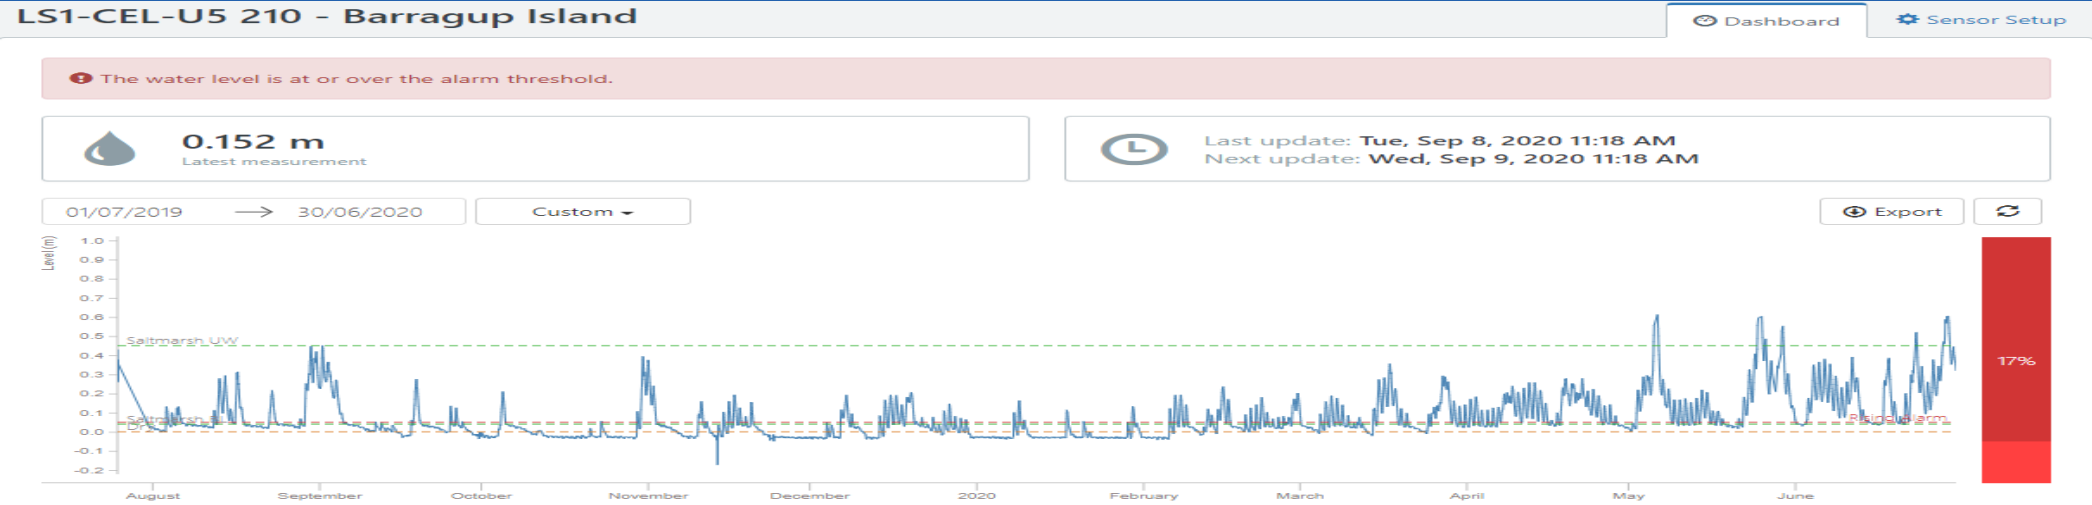 LS1-CEL-U5 210 - Barragup Island
Dashboard
Sensor Setup
The water level is at or over the alarm threshold.
0.152 m
Latest measurement
Last update: Tue, Sep 8, 2020 11:18 AM
Next update: Wed, Sep 9, 2020 11:18 AM
01/07/2019
30/06/2020
Custom
Export
Level(m)
1.0
0.9
0.8
0.7
0.6
0.5
0.4
0.3
0.2
0.1
0.0
-0.1
-0.2
Saltmarsh UW
Saltmarsh
Rising Alarm
17%
August
September
October
November
December
2020
February
March
April
May
June